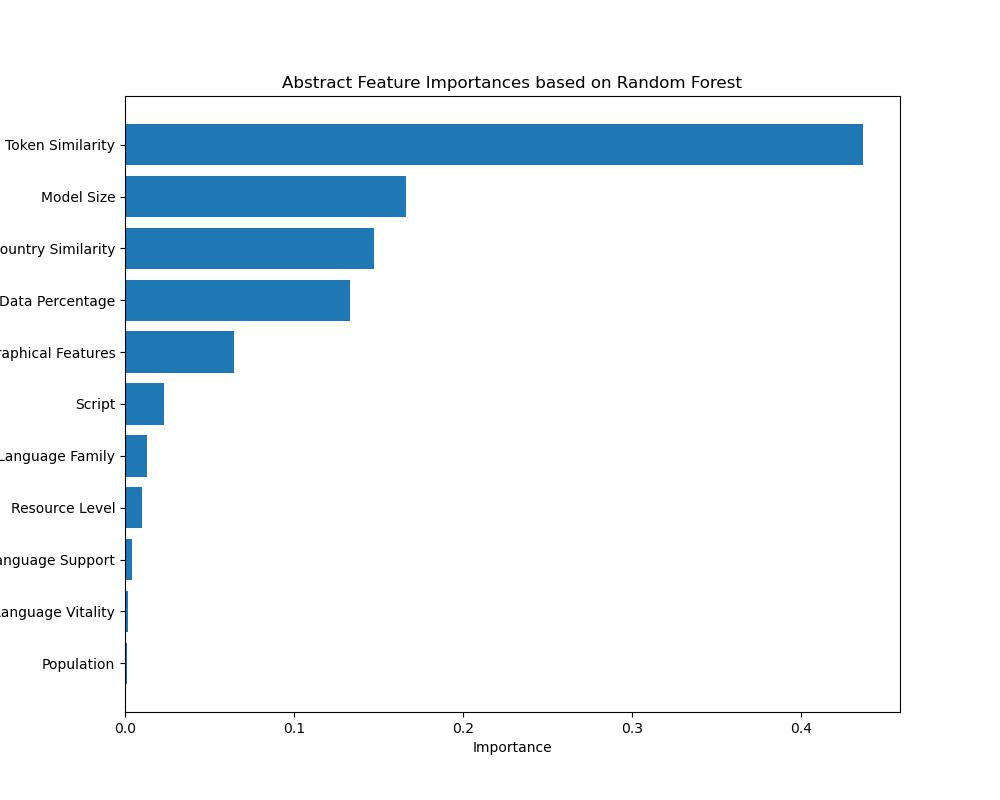 Abstract Feature Importances based on Random Forest
Token Similarity
Model Size
ountry Similarity
Data Percentage
raphical Features
Script
Language Family
Resource Level
anguage Support
Language Vitality
Population
0.0 0.1 0.2 0.3 0.4
Importance